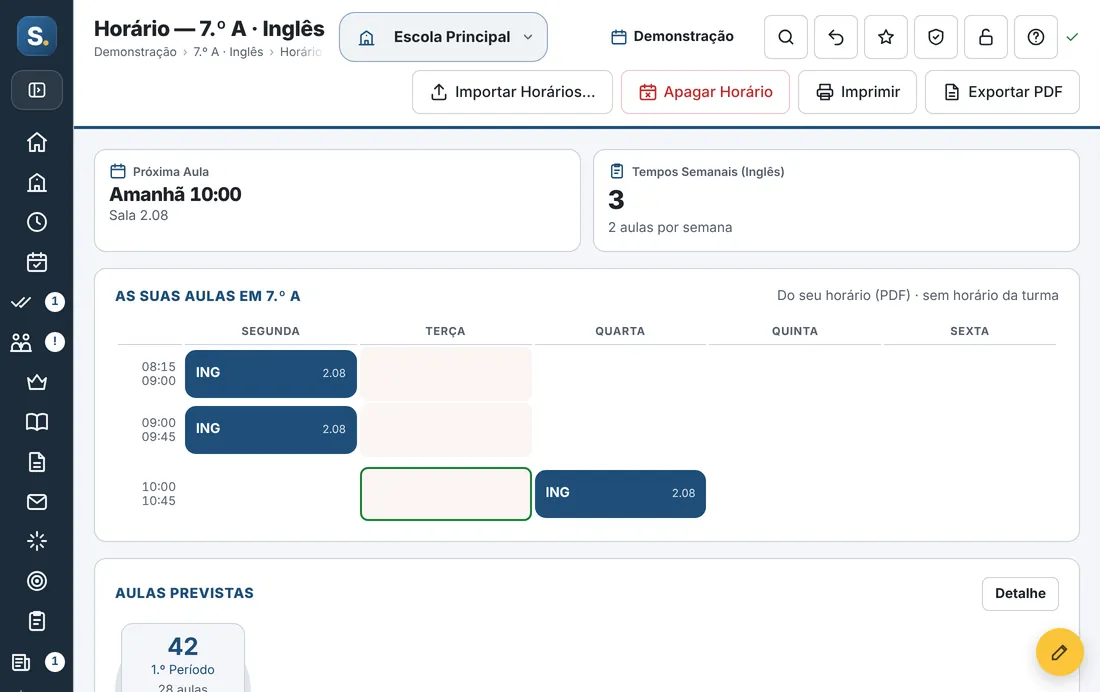 S.
Horário — 7.º A · Inglês
Demonstração › 7.º A · Inglês › Horário
Escola Principal
Demonstração
Importar Horários...
Apagar Horário
Imprimir
Exportar PDF
1
!
1
Próxima Aula
Amanhã 10:00
Sala 2.08
Tempos Semanais (Inglês)
3
2 aulas por semana
AS SUAS AULAS EM 7.º A
Do seu horário (PDF) · sem horário da turma
SEGUNDA TERÇA QUARTA QUINTA SEXTA
08:15
09:00
ING 2.08
09:00
09:45
ING 2.08
10:00
10:45
ING 2.08
AULAS PREVISTAS
Detalhe
42
1.º Período
28 aulas